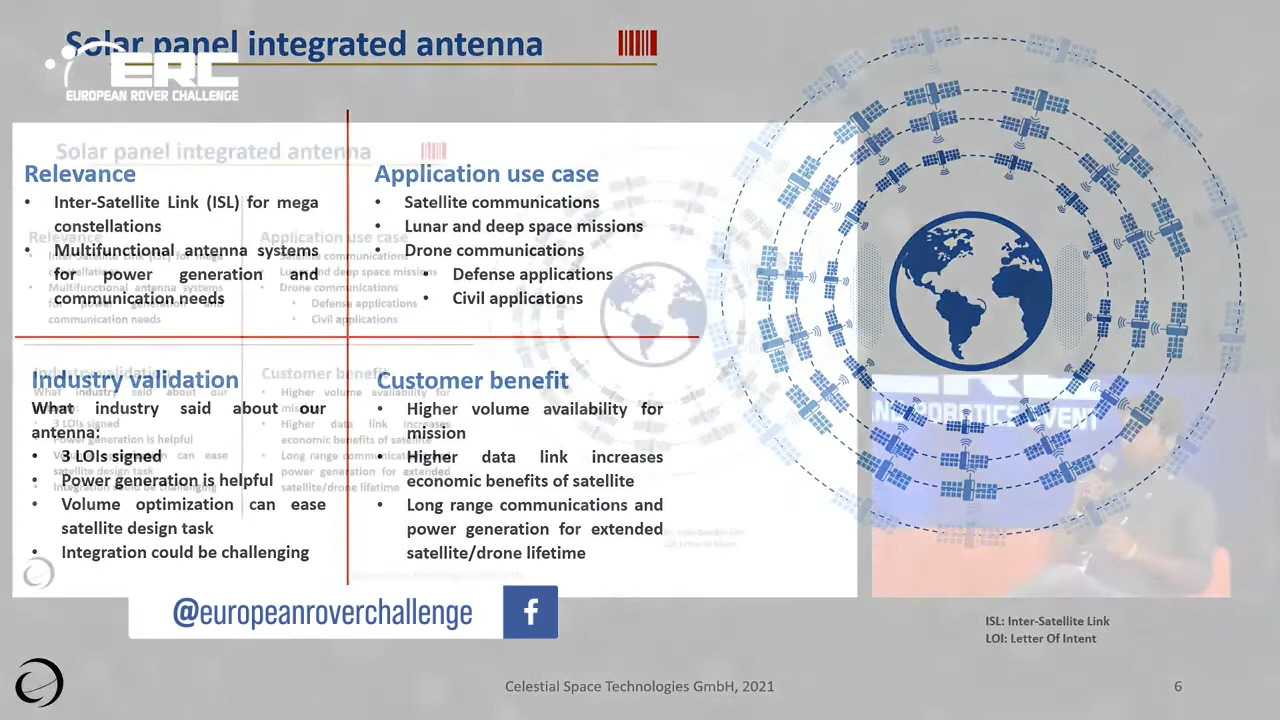 Solar panel integrated antenna
ERC
EUROPEAN ROVER CHALLENGE
Solar panel integrated antenna
Relevance
• Inter-Satellite Link (ISL) for mega
constellations
• Multifunctional antenna systems
for power generation and
communication needs
Application use case
• Satellite communications
• Lunar and deep space missions
• Drone communications
• Defense applications
• Civil applications
Industry validation
What industry said about our
antenna:
• 3 LOIs signed
• Power generation is helpful
• Volume optimization can ease
satellite design task
• Integration could be challenging
Customer benefit
• Higher volume availability for
mission
• Higher data link increases
economic benefits of satellite
• Long range communications and
power generation for extended
satellite/drone lifetime
@europeanroverchallenge
f
ISL: Inter-Satellite Link
LOI: Letter Of Intent
Celestial Space Technologies GmbH, 2021
6